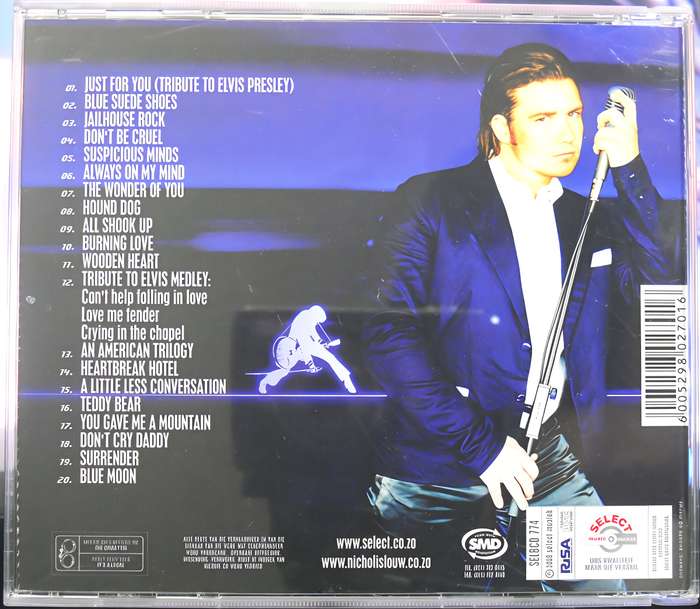 01. JUST FOR YOU (TRIBUTE TO ELVIS PRESLEY)
02. BLUE SUEDE SHOES
03. JAILHOUSE ROCK
04. DON'T BE CRUEL
05. SUSPICIOUS MINDS
06. ALWAYS ON MY MIND
07. THE WONDER OF YOU
08. HOUND DOG
09. ALL SHOOK UP
10. BURNING LOVE
11. WOODEN HEART
12. TRIBUTE TO ELVIS MEDLEY:
Can't help falling in love
Love me tender
Crying in the chapel
13. AN AMERICAN TRILOGY
14. HEARTBREAK HOTEL
15. A LITTLE LESS CONVERSATION
16. TEDDY BEAR
17. YOU GAVE ME A MOUNTAIN
18. DON'T CRY DADDY
19. SURRENDER
20. BLUE MOON
6005298027016
www.select.co.za
www.nicholislouw.co.za
SMD
SELBCD 774
RISA
SELECT